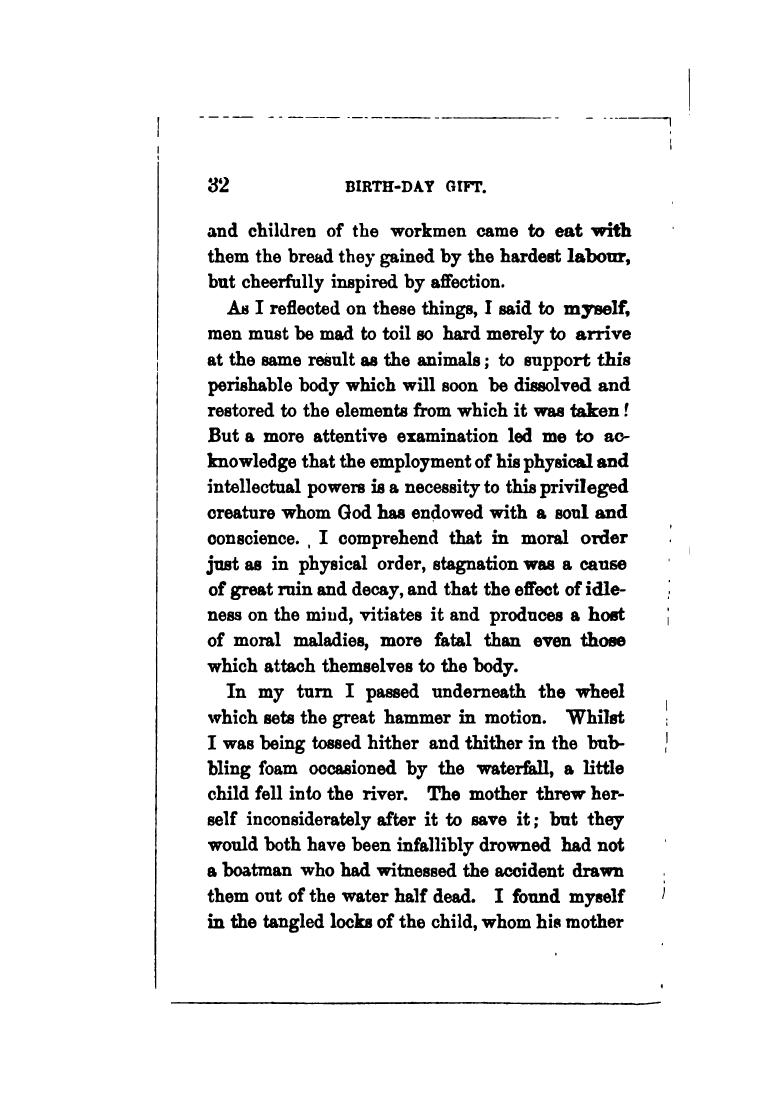 32 BIRTH-DAY GIFT.
and children of the workmen came to eat with
them the bread they gained by the hardest labour,
but cheerfully inspired by affection.
As I reflected on these things, I said to myself,
men must be mad to toil so hard merely to arrive
at the same result as the animals; to support this
perishable body which will soon be dissolved and
restored to the elements from which it was taken!
But a more attentive examination led me to ac-
knowledge that the employment of his physical and
intellectual powers is a necessity to this privileged
creature whom God has endowed with a soul and
conscience. I comprehend that in moral order
just as in physical order, stagnation was a cause
of great ruin and decay, and that the effect of idle-
ness on the mind, vitiates it and produces a host
of moral maladies, more fatal than even those
which attach themselves to the body.
In my turn I passed underneath the wheel
which sets the great hammer in motion. Whilst
I was being tossed hither and thither in the bub-
bling foam occasioned by the waterfall, a little
child fell into the river. The mother threw her-
self inconsiderately after it to save it; but they
would both have been infallibly drowned had not
a boatman who had witnessed the accident drawn
them out of the water half dead. I found myself
in the tangled locks of the child, whom his mother